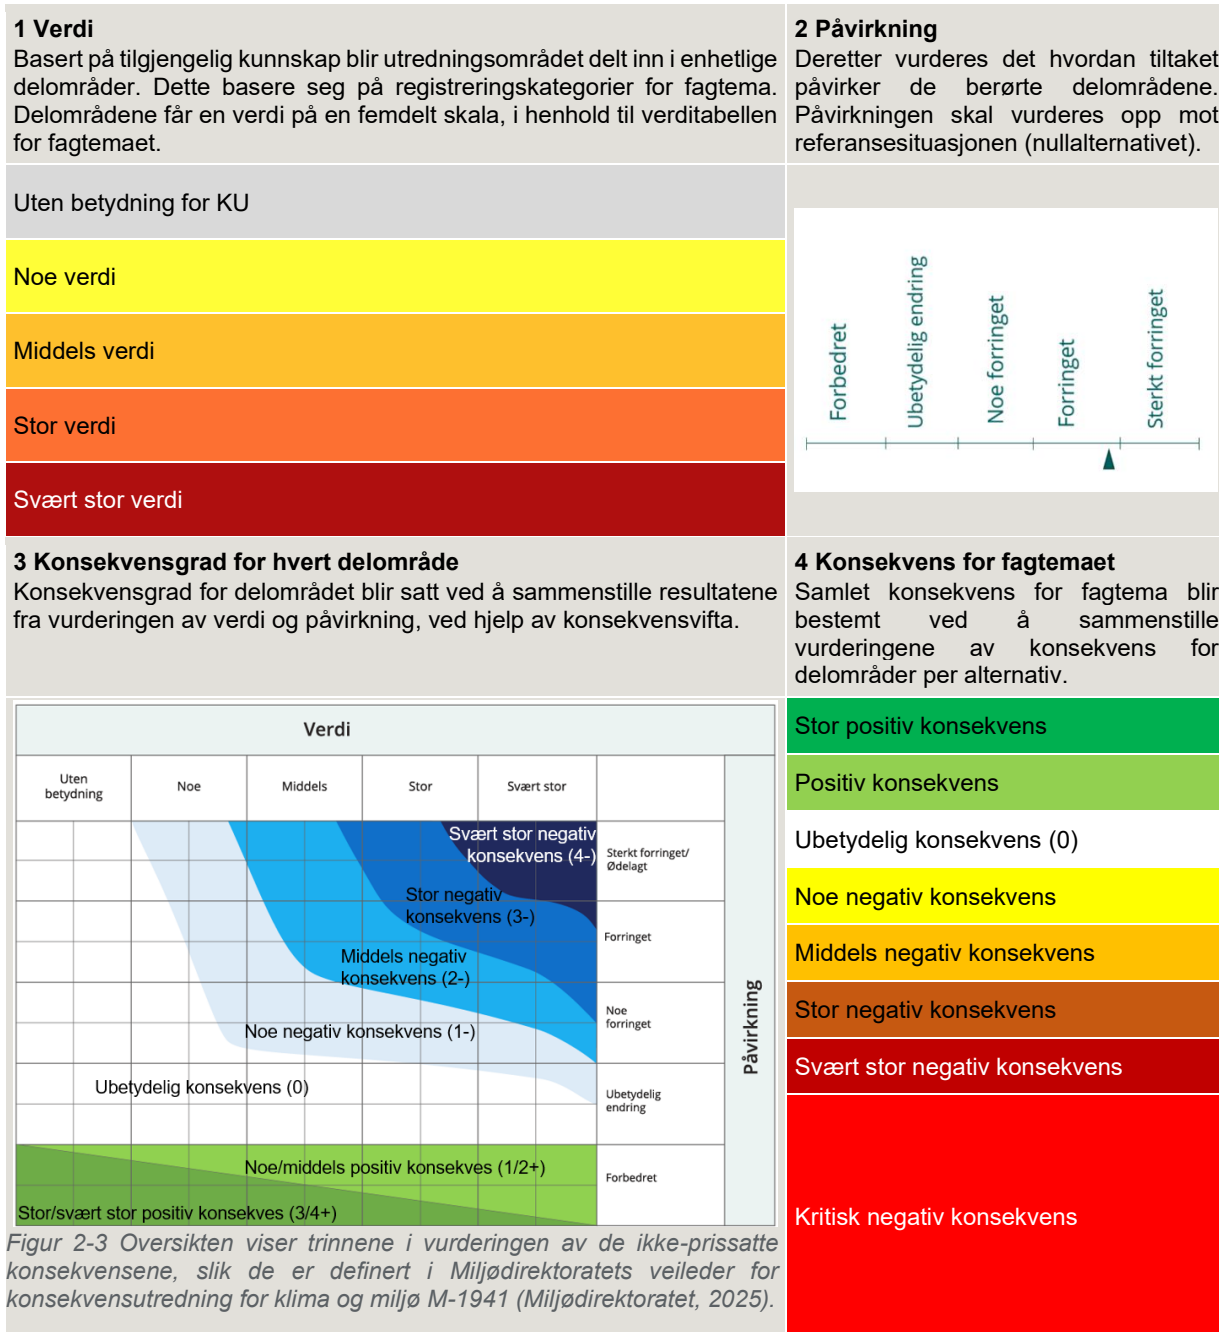 1 Verdi
Basert på tilgjengelig kunnskap blir utredningsområdet delt inn i enhetlige
delområder. Dette basere seg på registreringskategorier for fagtema.
Delområdene får en verdi på en femdelt skala, i henhold til verditabellen
for fagtemaet.
2 Påvirkning
Deretter vurderes det hvordan tiltaket
påvirker de berørte delområdene.
Påvirkningen skal vurderes opp mot
referansesituasjonen (nullalternativet).
Uten betydning for KU
Noe verdi
Middels verdi
Stor verdi
Svært stor verdi
Forbedret
Ubetydelig endring
Noe forringet
Forringet
Sterkt forringet
3 Konsekvensgrad for hvert delområde
Konsekvensgrad for delområdet blir satt ved å sammenstille resultatene
fra vurderingen av verdi og påvirkning, ved hjelp av konsekvensvifta.
4 Konsekvens for fagtemaet
Samlet konsekvens for fagtema blir
bestemt ved å sammenstille
vurderingene av konsekvens for
delområder per alternativ.
Verdi
Uten
betydning
Noe
Middels
Stor
Svært stor
Svært stor negativ
konsekvens (4-)
Sterkt forringet/
Ødelagt
Stor negativ
konsekvens (3-)
Forringet
Middels negativ
konsekvens (2-)
Noe negativ konsekvens (1-)
Noe
forringet
Ubetydelig konsekvens (0)
Ubetydelig
endring
Noe/middels positiv konsekves (1/2+)
Forbedret
Stor/svært stor positiv konsekves (3/4+)
Påvirkning
Stor positiv konsekvens
Positiv konsekvens
Ubetydelig konsekvens (0)
Noe negativ konsekvens
Middels negativ konsekvens
Stor negativ konsekvens
Svært stor negativ konsekvens
Kritisk negativ konsekvens
Figur 2-3 Oversikten viser trinnene i vurderingen av de ikke-prissatte
konsekvensene, slik de er definert i Miljødirektoratets veileder for
konsekvensutredning for klima og miljø M-1941 (Miljødirektoratet, 2025).